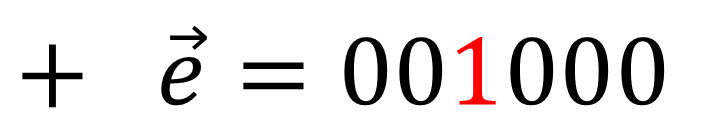 + e⃗ = 001000